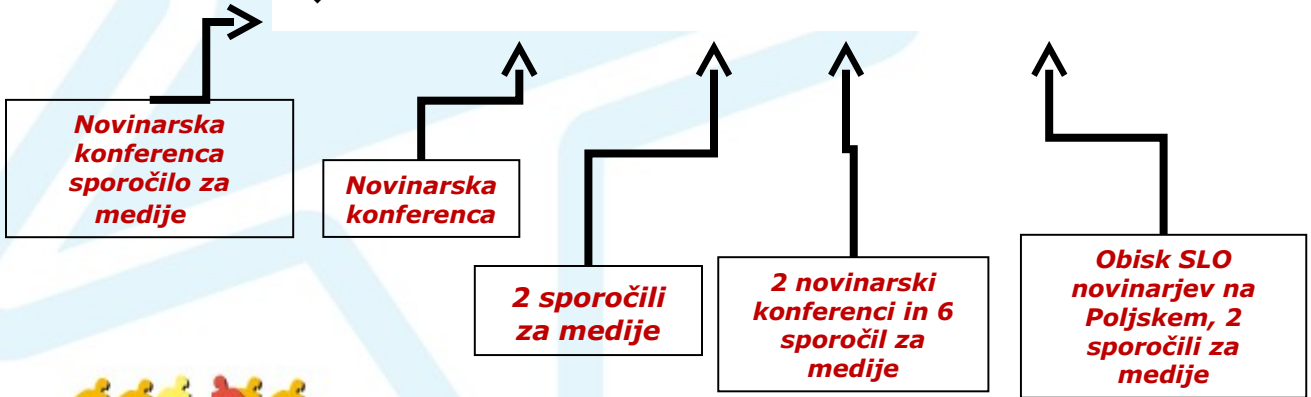 Novinarska
konferenca
sporočilo za
medije
Novinarska
konferenca
2 sporočili
za medije
2 novinarski
konferenci in 6
sporočil za
medije
Obisk SLO
novinarjev na
Poljskem, 2
sporočili za
medije